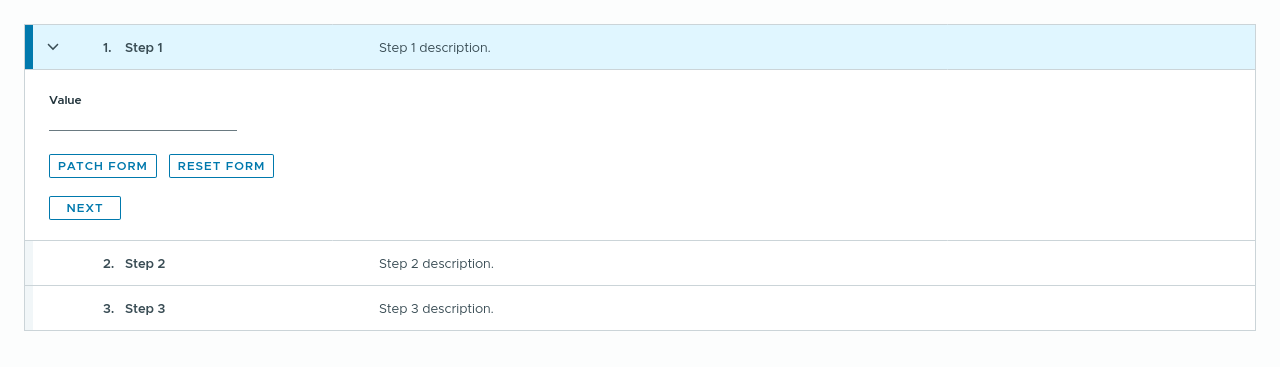 1. Step 1 Step 1 description.
Value
PATCH FORM RESET FORM
NEXT
2. Step 2 Step 2 description.
3. Step 3 Step 3 description.